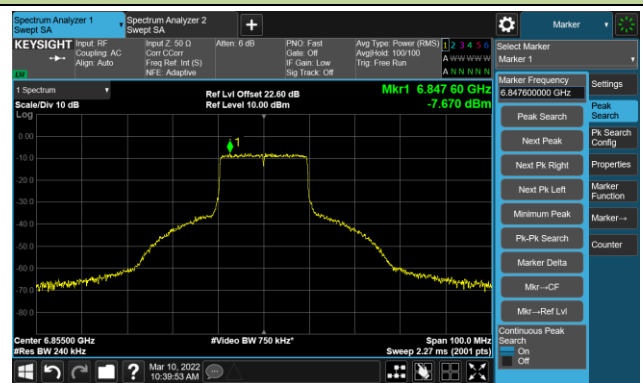 Spectrum Analyzer 1
Swept SA
Spectrum Analyzer 2
Swept SA
+
Marker
KEYSIGHT
Input: RF
Coupling: AC
Align: Auto
Input Z: 50 Ω
Corr CCorr
Freq Ref: Int (S)
NFE: Adaptive
Atten: 6 dB
PNO: Fast
Gate: Off
IF Gain: Low
Sig Track: Off
Avg Type: Power (RMS)
Avg|Hold: 100/100
Trig: Free Run
1 2 3 4 5 6
A W W W W W
A N N N N N
LW
Select Marker
Marker 1
1 Spectrum
Scale/Div 10 dB
Log
Ref Lvl Offset 22.60 dB
Ref Level 10.00 dBm
Mkr1 6.847 60 GHz
-7.670 dBm
0.00
-10.0
-20.0
-30.0
-40.0
-50.0
-60.0
-70.0
-80.0
1
Center 6.85500 GHz
#Res BW 240 kHz
#Video BW 750 kHz*
Span 100.0 MHz
Sweep 2.27 ms (2001 pts)
Marker Frequency
6.847600000 GHz
Peak Search
Next Peak
Next Pk Right
Next Pk Left
Minimum Peak
Pk-Pk Search
Marker Delta
Mkr→CF
Mkr→Ref Lvl
Continuous Peak
Search
On
Off
Settings
Peak
Search
Pk Search
Config
Properties
Marker
Function
Marker→
Counter
?
Mar 10, 2022
10:39:53 AM